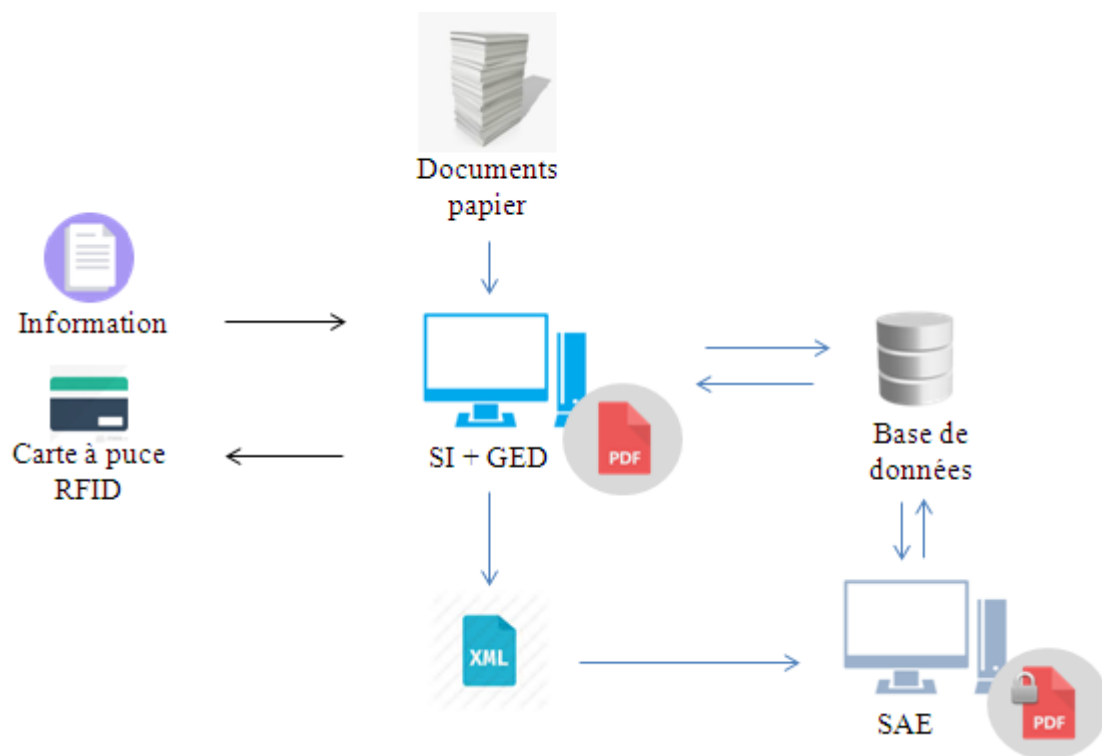 Documents
papier
Information
Carte à puce
RFID
SI + GED
PDF
Base de
données
XML
SAE
PDF